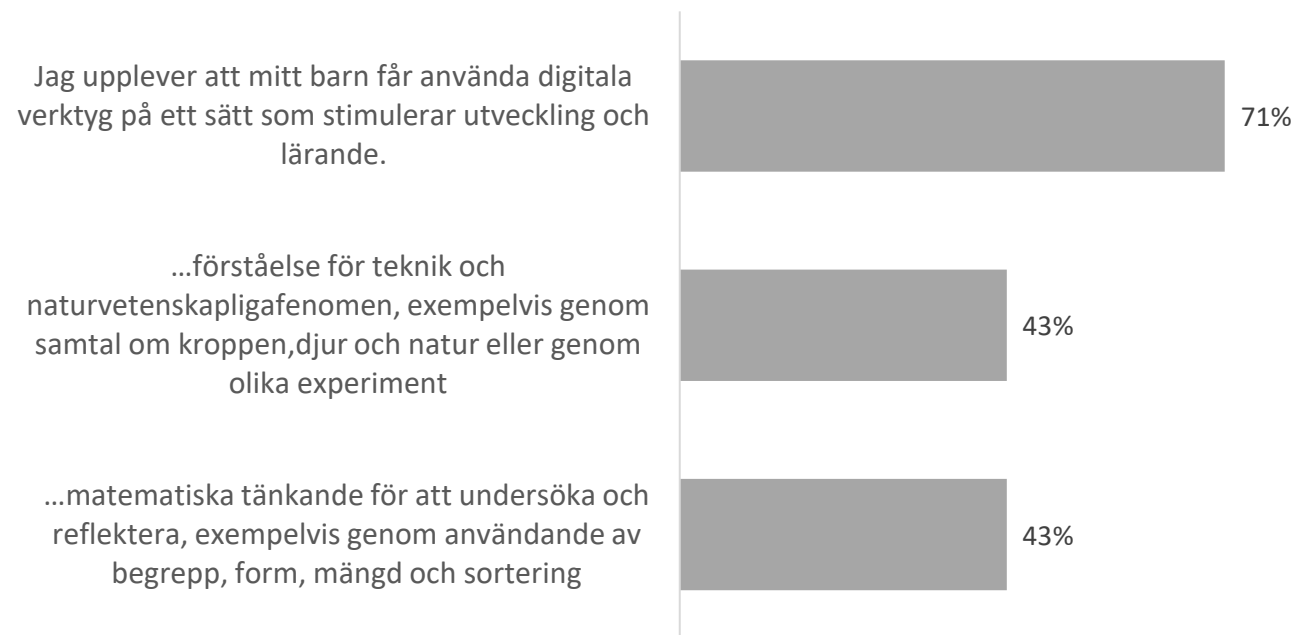 Jag upplever att mitt barn får använda digitala
verktyg på ett sätt som stimulerar utveckling och
lärande.
71%
…förståelse för teknik och
naturvetenskapligafenomen, exempelvis genom
samtal om kroppen,djur och natur eller genom
olika experiment
43%
…matematiska tänkande för att undersöka och
reflektera, exempelvis genom användande av
begrepp, form, mängd och sortering
43%